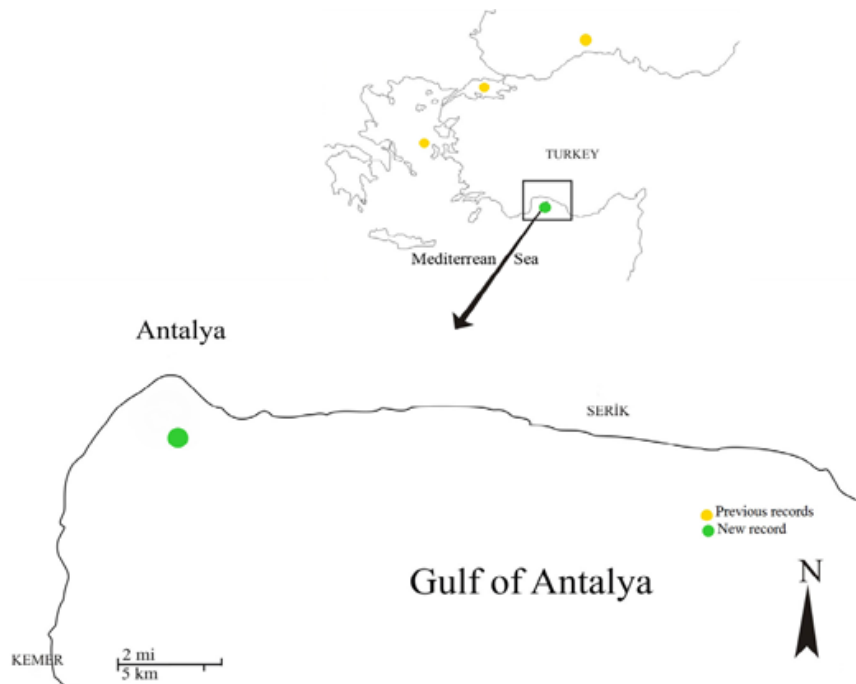 TURKEY
Mediterrean Sea
Antalya
SERİK
Previous records
New record
Gulf of Antalya
N
KEMER
2 mi
5 km